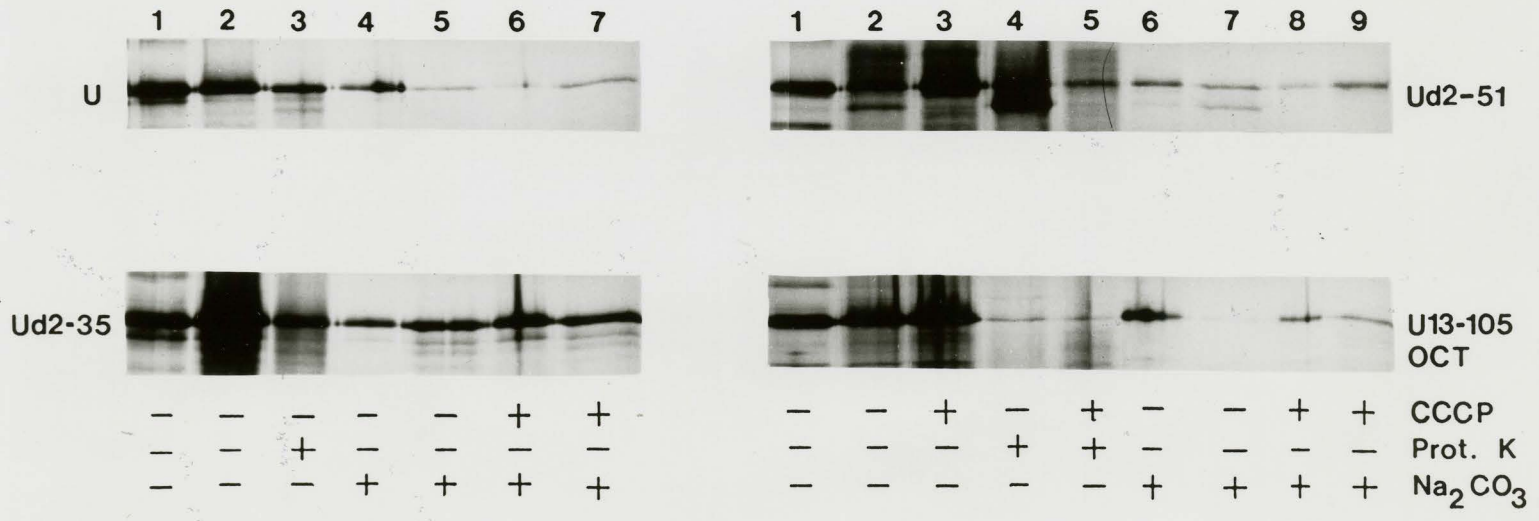 1 2 3 4 5 6 7
U
1 2 3 4 5 6 7 8 9
Ud2-51
Ud2-35
U13-105
OCT
− − − − − + +
− − + − − − −
− − − + + + +
− − + − + − − + + CCCP
− − − + + − − − − Prot. K
− − − − − + + + + Na₂CO₃